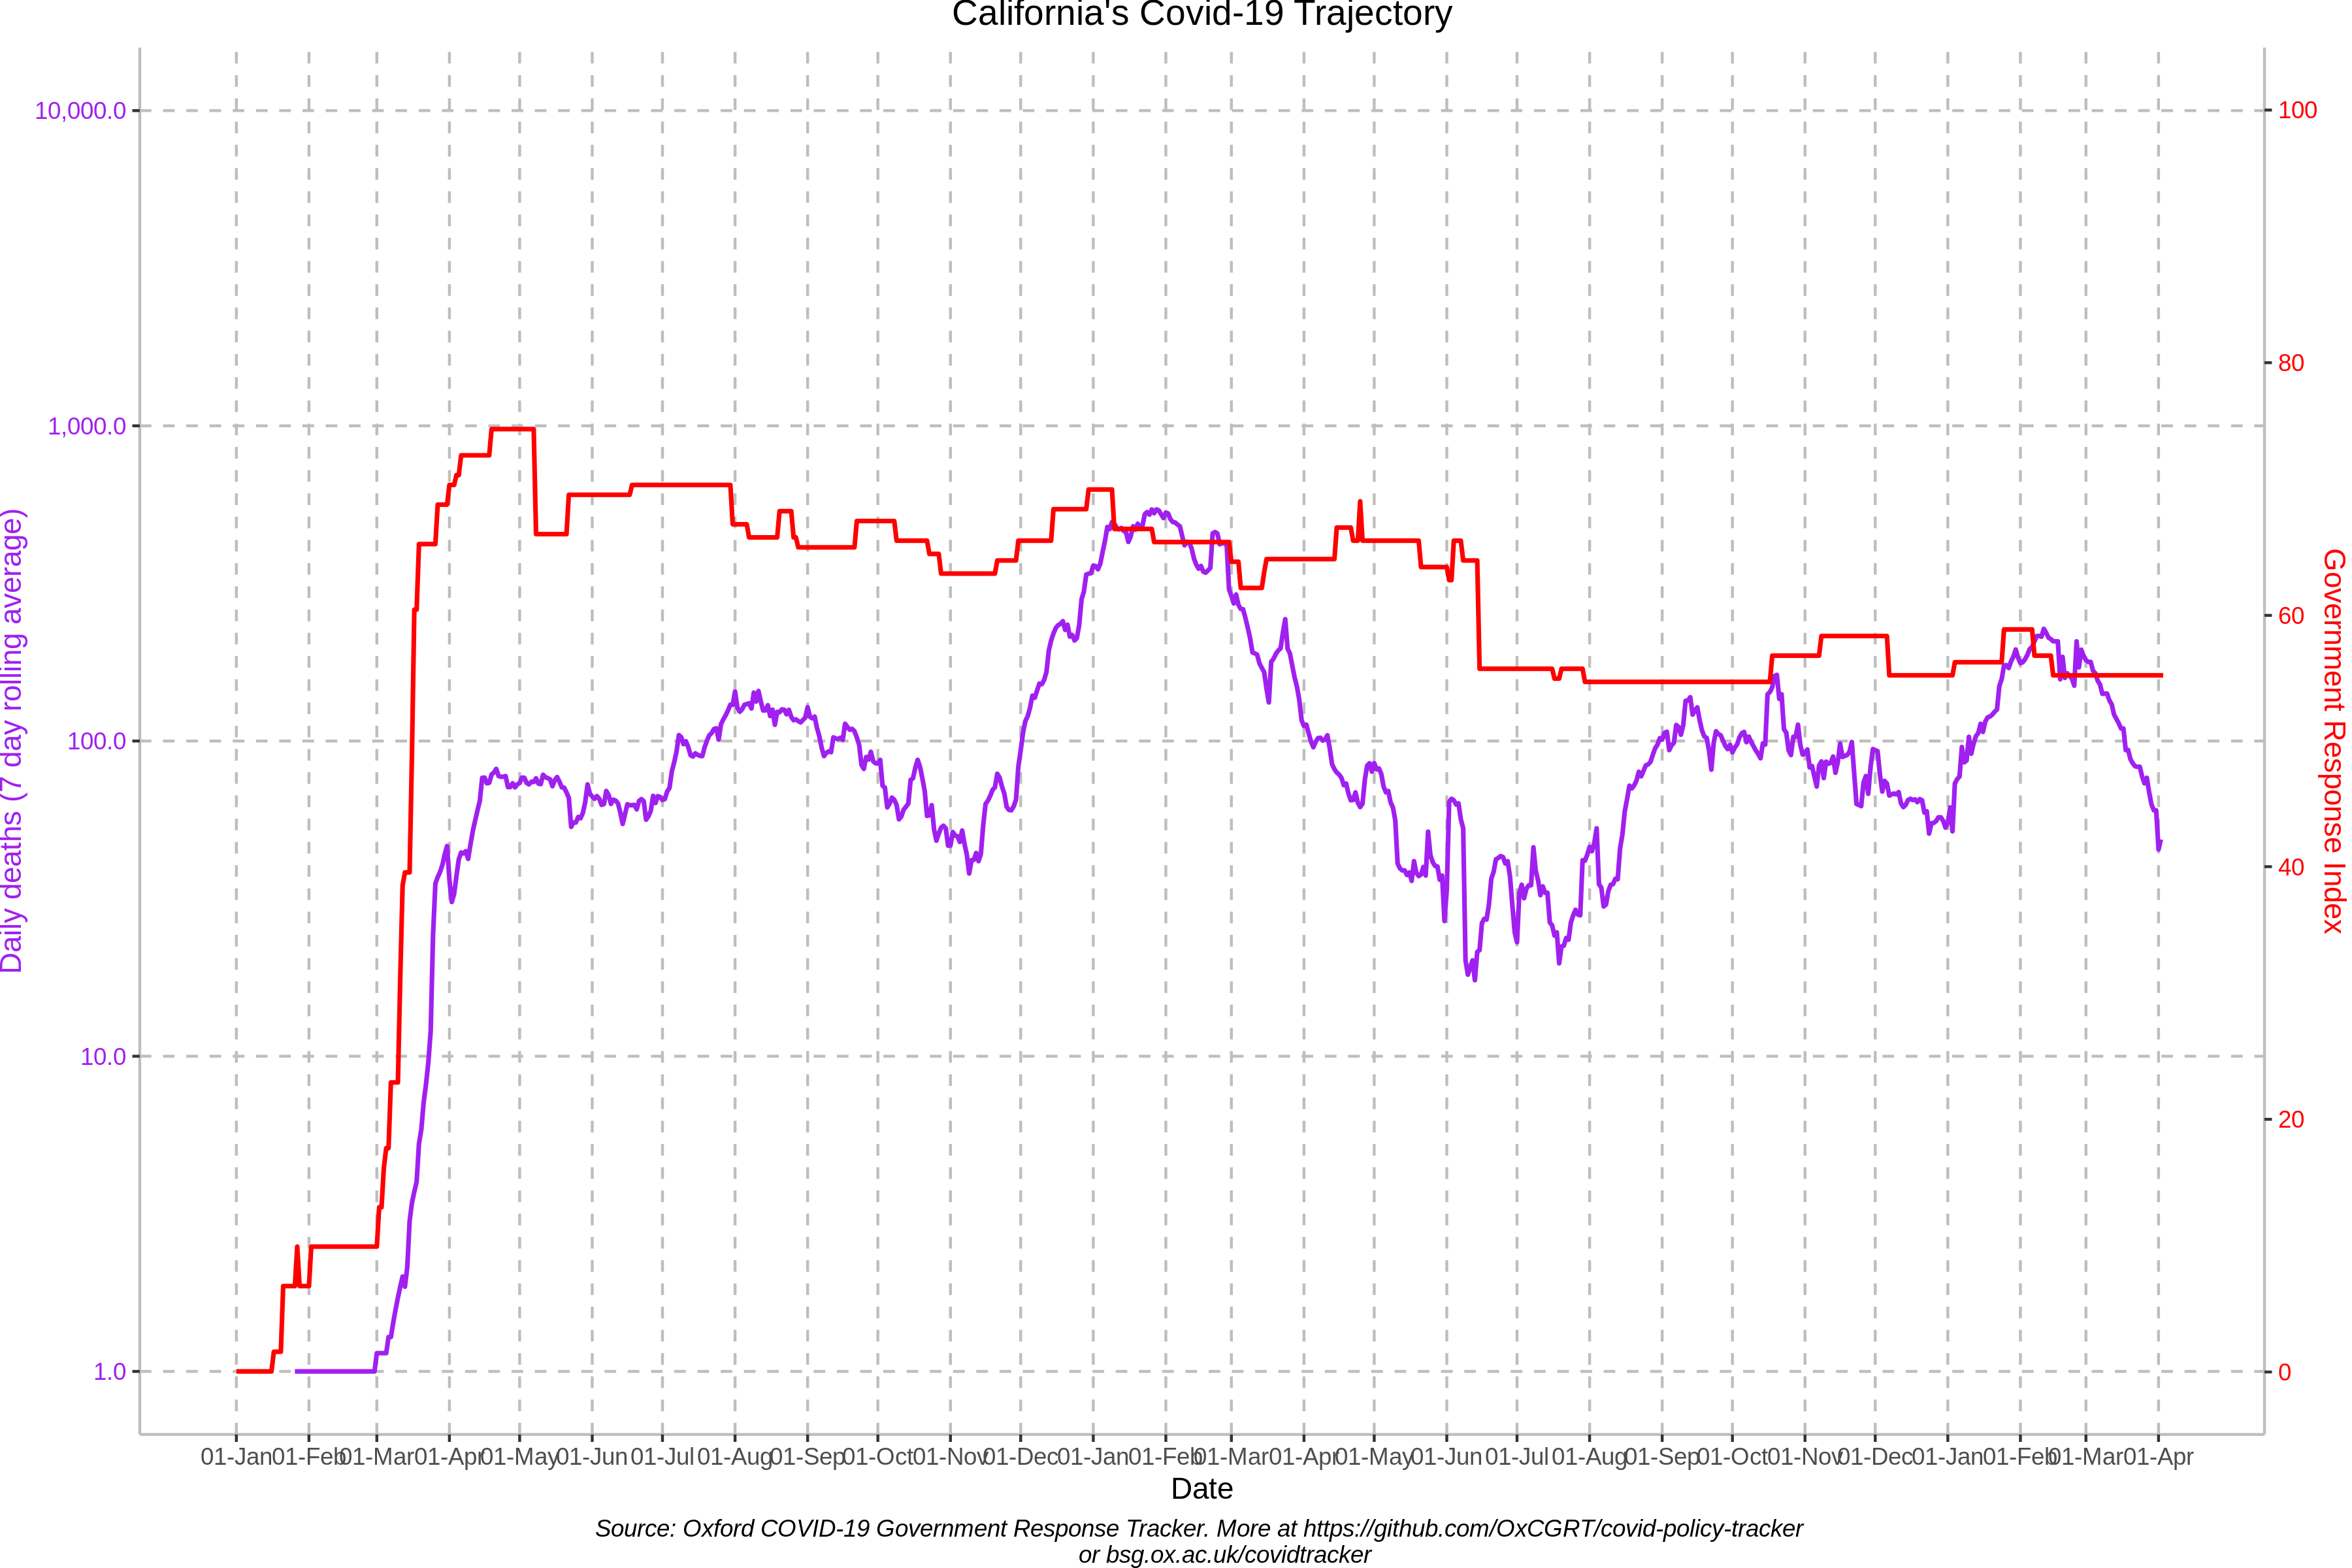 California's Covid-19 Trajectory
10,000.0
1,000.0
100.0
10.0
1.0
Daily deaths (7 day rolling average)
100
80
60
40
20
0
Government Response Index
01-Jan 01-Feb 01-Mar 01-Apr 01-May 01-Jun 01-Jul 01-Aug 01-Sep 01-Oct 01-Nov 01-Dec 01-Jan 01-Feb 01-Mar 01-Apr 01-May 01-Jun 01-Jul 01-Aug 01-Sep 01-Oct 01-Nov 01-Dec 01-Jan 01-Feb 01-Mar 01-Apr
Date
Source: Oxford COVID-19 Government Response Tracker. More at https://github.com/OxCGRT/covid-policy-tracker
or bsg.ox.ac.uk/covidtracker